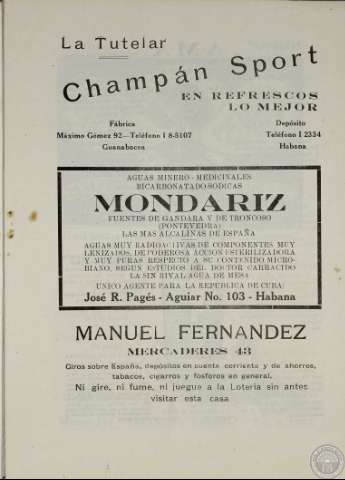 La Tutelar
Champán Sport
EN REFRESCOS
LO MEJOR
Fábrica
Máximo Gómez 92—Teléfono I 8-5107
Guanabacoa
Depósito
Teléfono I 2334
Habana
AGUAS MINERO-MEDICINALES
BICARBONATADO SODICAS
MONDARIZ
FUENTES DE GANDARA Y DE TRONCOSO
(PONTEVEDRA)
LAS MAS ALCALINAS DE ESPAÑA
AGUAS MUY RADIOACTIVAS DE COMPONENTES MUY
LENIZADOS, DE PODEROSA ACCION ESTERILIZADORA
Y MUY PURAS RESPECTO A SU CONTENIDO MICRO-
BIANO, SEGUN ESTUDIOS DEL DOCTOR CARRACIDO
LA SIN RIVAL AGUA DE MESA
UNICO AGENTE PARA LA REPUBLICA DE CUBA:
José R. Pagés - Aguiar No. 103 - Habana
MANUEL FERNANDEZ
MERCADERES 43
Giros sobre España, depósitos en cuenta corriente y de ahorros,
tabacos, cigarros y fosforos en general.
Ni gire, ni fume, ni juegue a la Loteria sin antes
visitar esta casa